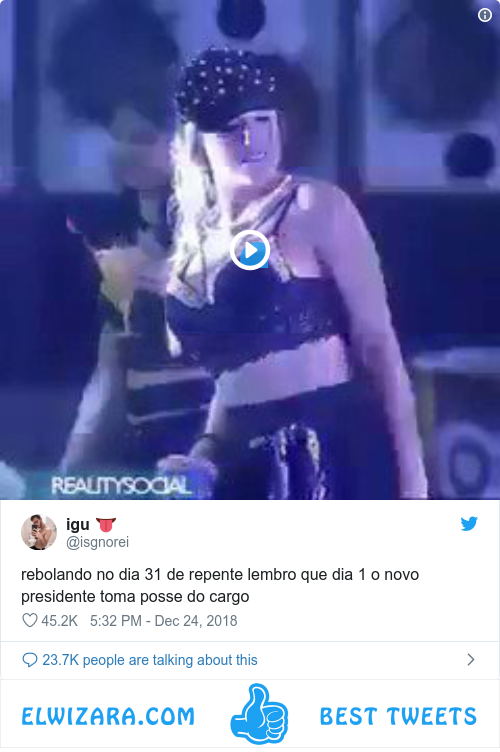 REALITYSOCIAL
igu
@isgnorei
rebolando no dia 31 de repente lembro que dia 1 o novo
presidente toma posse do cargo
45.2K 5:32 PM - Dec 24, 2018
23.7K people are talking about this
ELWIZARA.COM BEST TWEETS